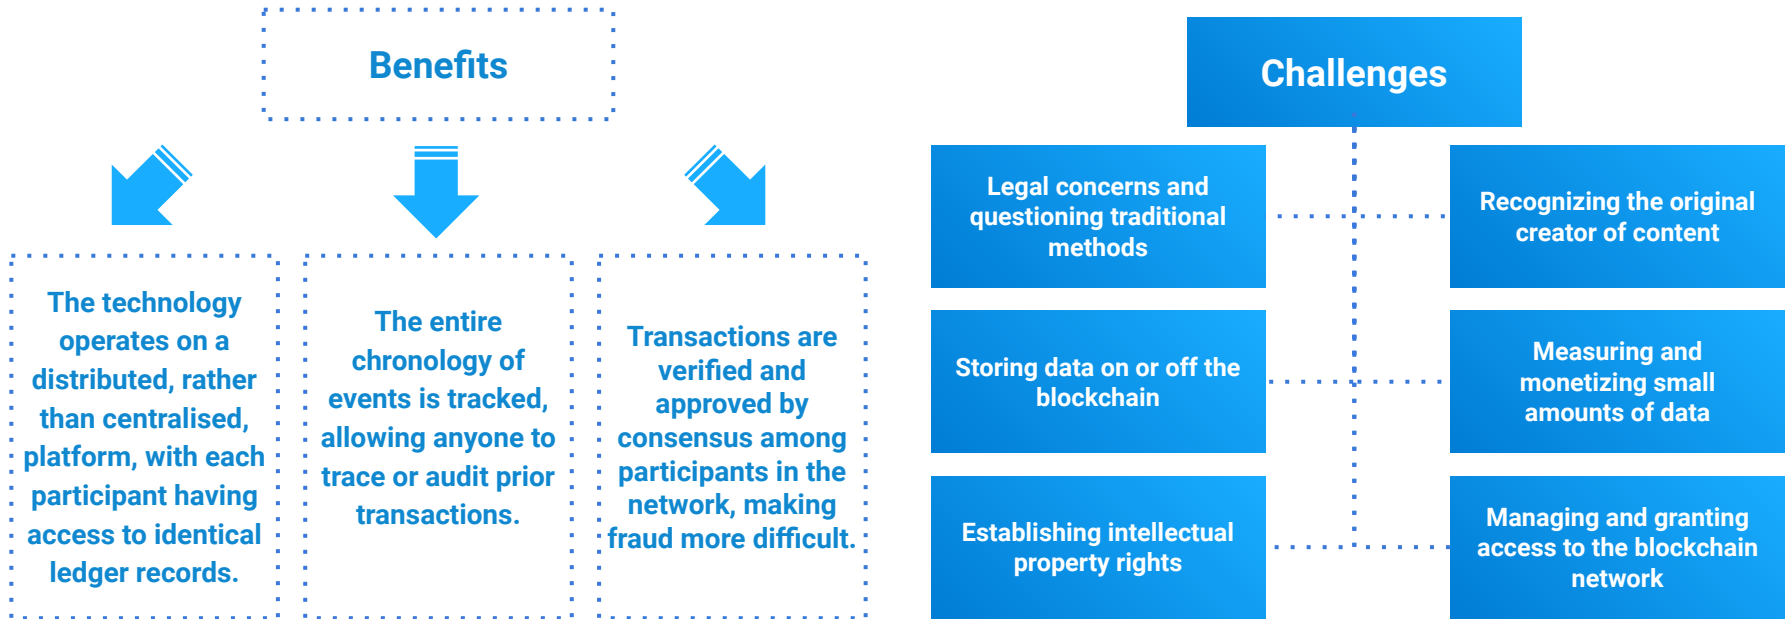 Benefits
The technology
operates on a
distributed, rather
than centralised,
platform, with each
participant having
access to identical
ledger records.
The entire
chronology of
events is tracked,
allowing anyone to
trace or audit prior
transactions.
Transactions are
verified and
approved by
consensus among
participants in the
network, making
fraud more difficult.
Challenges
Legal concerns and
questioning traditional
methods
Recognizing the original
creator of content
Storing data on or off the
blockchain
Measuring and
monetizing small
amounts of data
Establishing intellectual
property rights
Managing and granting
access to the blockchain
network